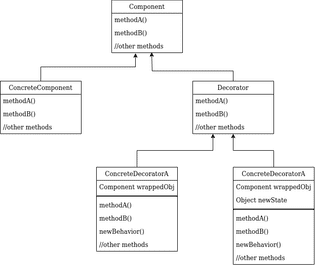 Component
methodA()
methodB()
//other methods
ConcreteComponent
methodA()
methodB()
//other methods
Decorator
methodA()
methodB()
//other methods
ConcreteDecoratorA
Component wrappedObj
methodA()
methodB()
newBehavior()
//other methods
ConcreteDecoratorA
Component wrappedObj
Object newState
methodA()
methodB()
newBehavior()
//other methods